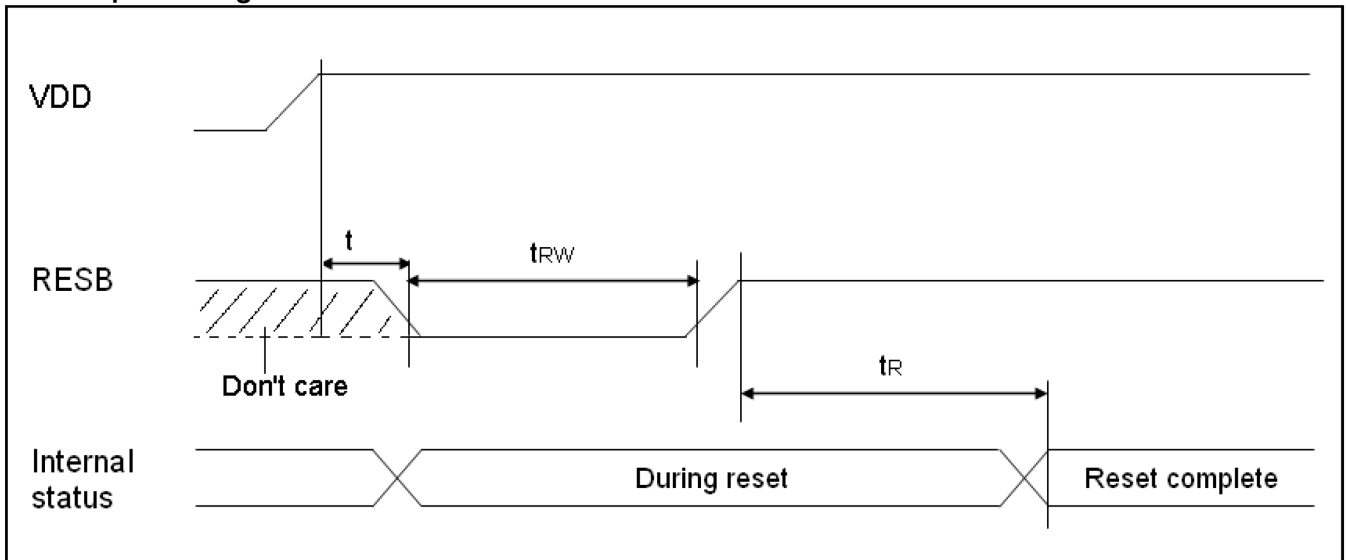 VDD
t
tRW
RESB
Don't care
tR
Internal
status
During reset
Reset complete